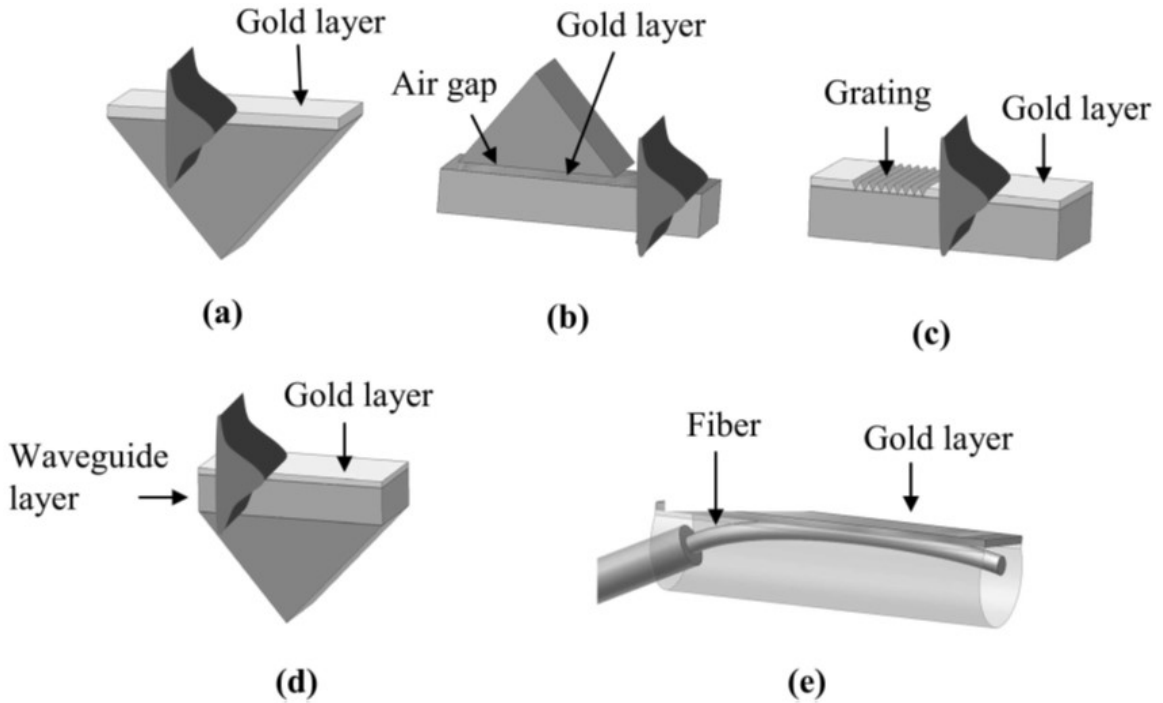 Gold layer
Gold layer
Air gap
Grating
Gold layer
(a)
(b)
(c)
Gold layer
Waveguide
layer
Fiber
Gold layer
(d)
(e)